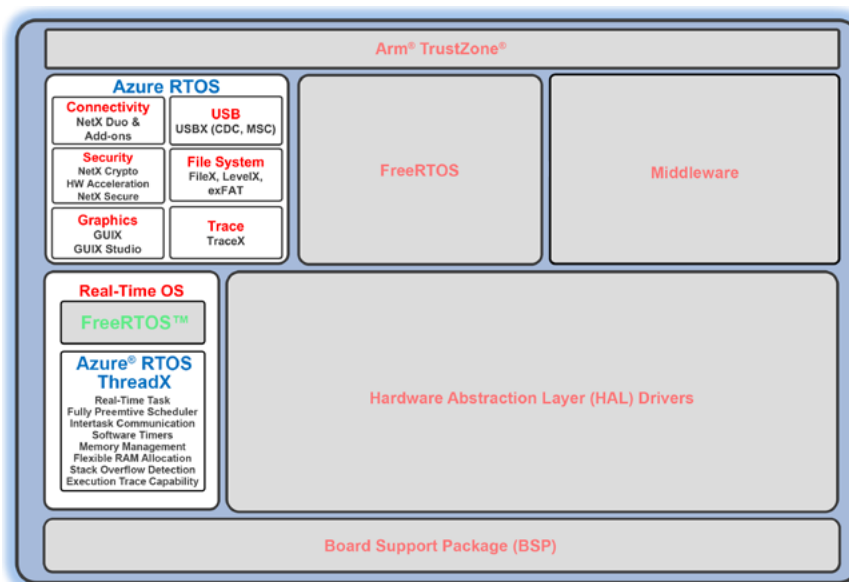 Arm® TrustZone®
Azure RTOS
Connectivity
NetX Duo &
Add-ons
USB
USBX (CDC, MSC)
Security
NetX Crypto
HW Acceleration
NetX Secure
File System
FileX, LevelX,
exFAT
Graphics
GUIX
GUIX Studio
Trace
TraceX
FreeRTOS
Middleware
Real-Time OS
FreeRTOS™
Azure® RTOS
ThreadX
Real-Time Task
Fully Preemtive Scheduler
Intertask Communication
Software Timers
Memory Management
Flexible RAM Allocation
Stack Overflow Detection
Execution Trace Capability
Hardware Abstraction Layer (HAL) Drivers
Board Support Package (BSP)